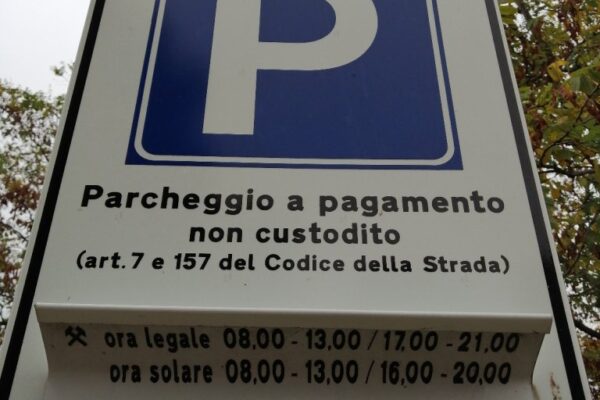 P
Parcheggio a pagamento
non custodito
(art. 7 e 157 del Codice della Strada)
ora legale 08,00 - 13,00 / 17,00 - 21,00
ora solare 08,00 - 13,00 / 16,00 - 20,00